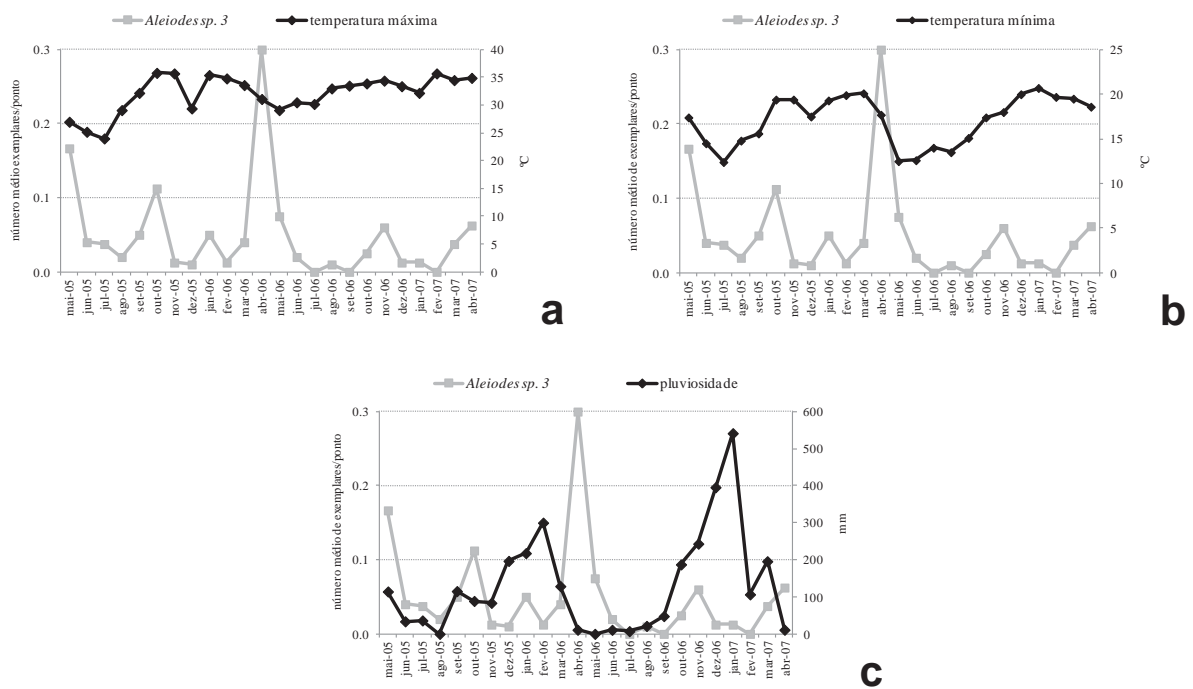 Aleiodes sp. 3 temperatura máxima
número médio exemplares/ponto
0.3
0.2
0.1
0.0
40
35
30
25
20
15
10
5
0
ºC
mai-05 jun-05 jul-05 ago-05 set-05 out-05 nov-05 dez-05 jan-06 fev-06 mar-06 abr-06 mai-06 jun-06 jul-06 ago-06 set-06 out-06 nov-06 dez-06 jan-07 fev-07 mar-07 abr-07
a
Aleiodes sp. 3 temperatura mínima
número médio de exemplares/ponto
0.3
0.2
0.1
0.0
25
20
15
10
5
0
ºC
mai-05 jun-05 jul-05 ago-05 set-05 out-05 nov-05 dez-05 jan-06 fev-06 mar-06 abr-06 mai-06 jun-06 jul-06 ago-06 set-06 out-06 nov-06 dez-06 jan-07 fev-07 mar-07 abr-07
b
Aleiodes sp. 3 pluviosidade
número médio de exemplares/ponto
0.3
0.2
0.1
0.0
600
500
400
300
200
100
0
mm
mai-05 jun-05 jul-05 ago-05 set-05 out-05 nov-05 dez-05 jan-06 fev-06 mar-06 abr-06 mai-06 jun-06 jul-06 ago-06 set-06 out-06 nov-06 dez-06 jan-07 fev-07 mar-07 abr-07
c